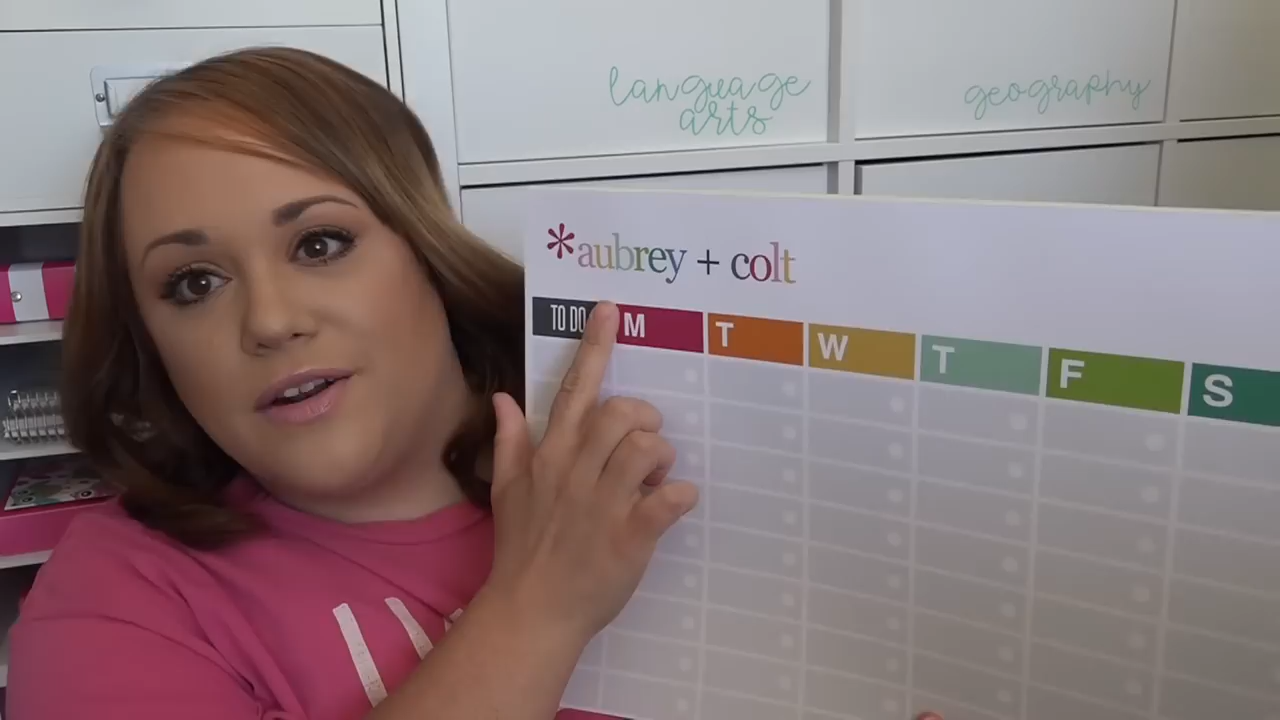 language
arts
geography
*aubrey + colt
TO DO M T W T F S